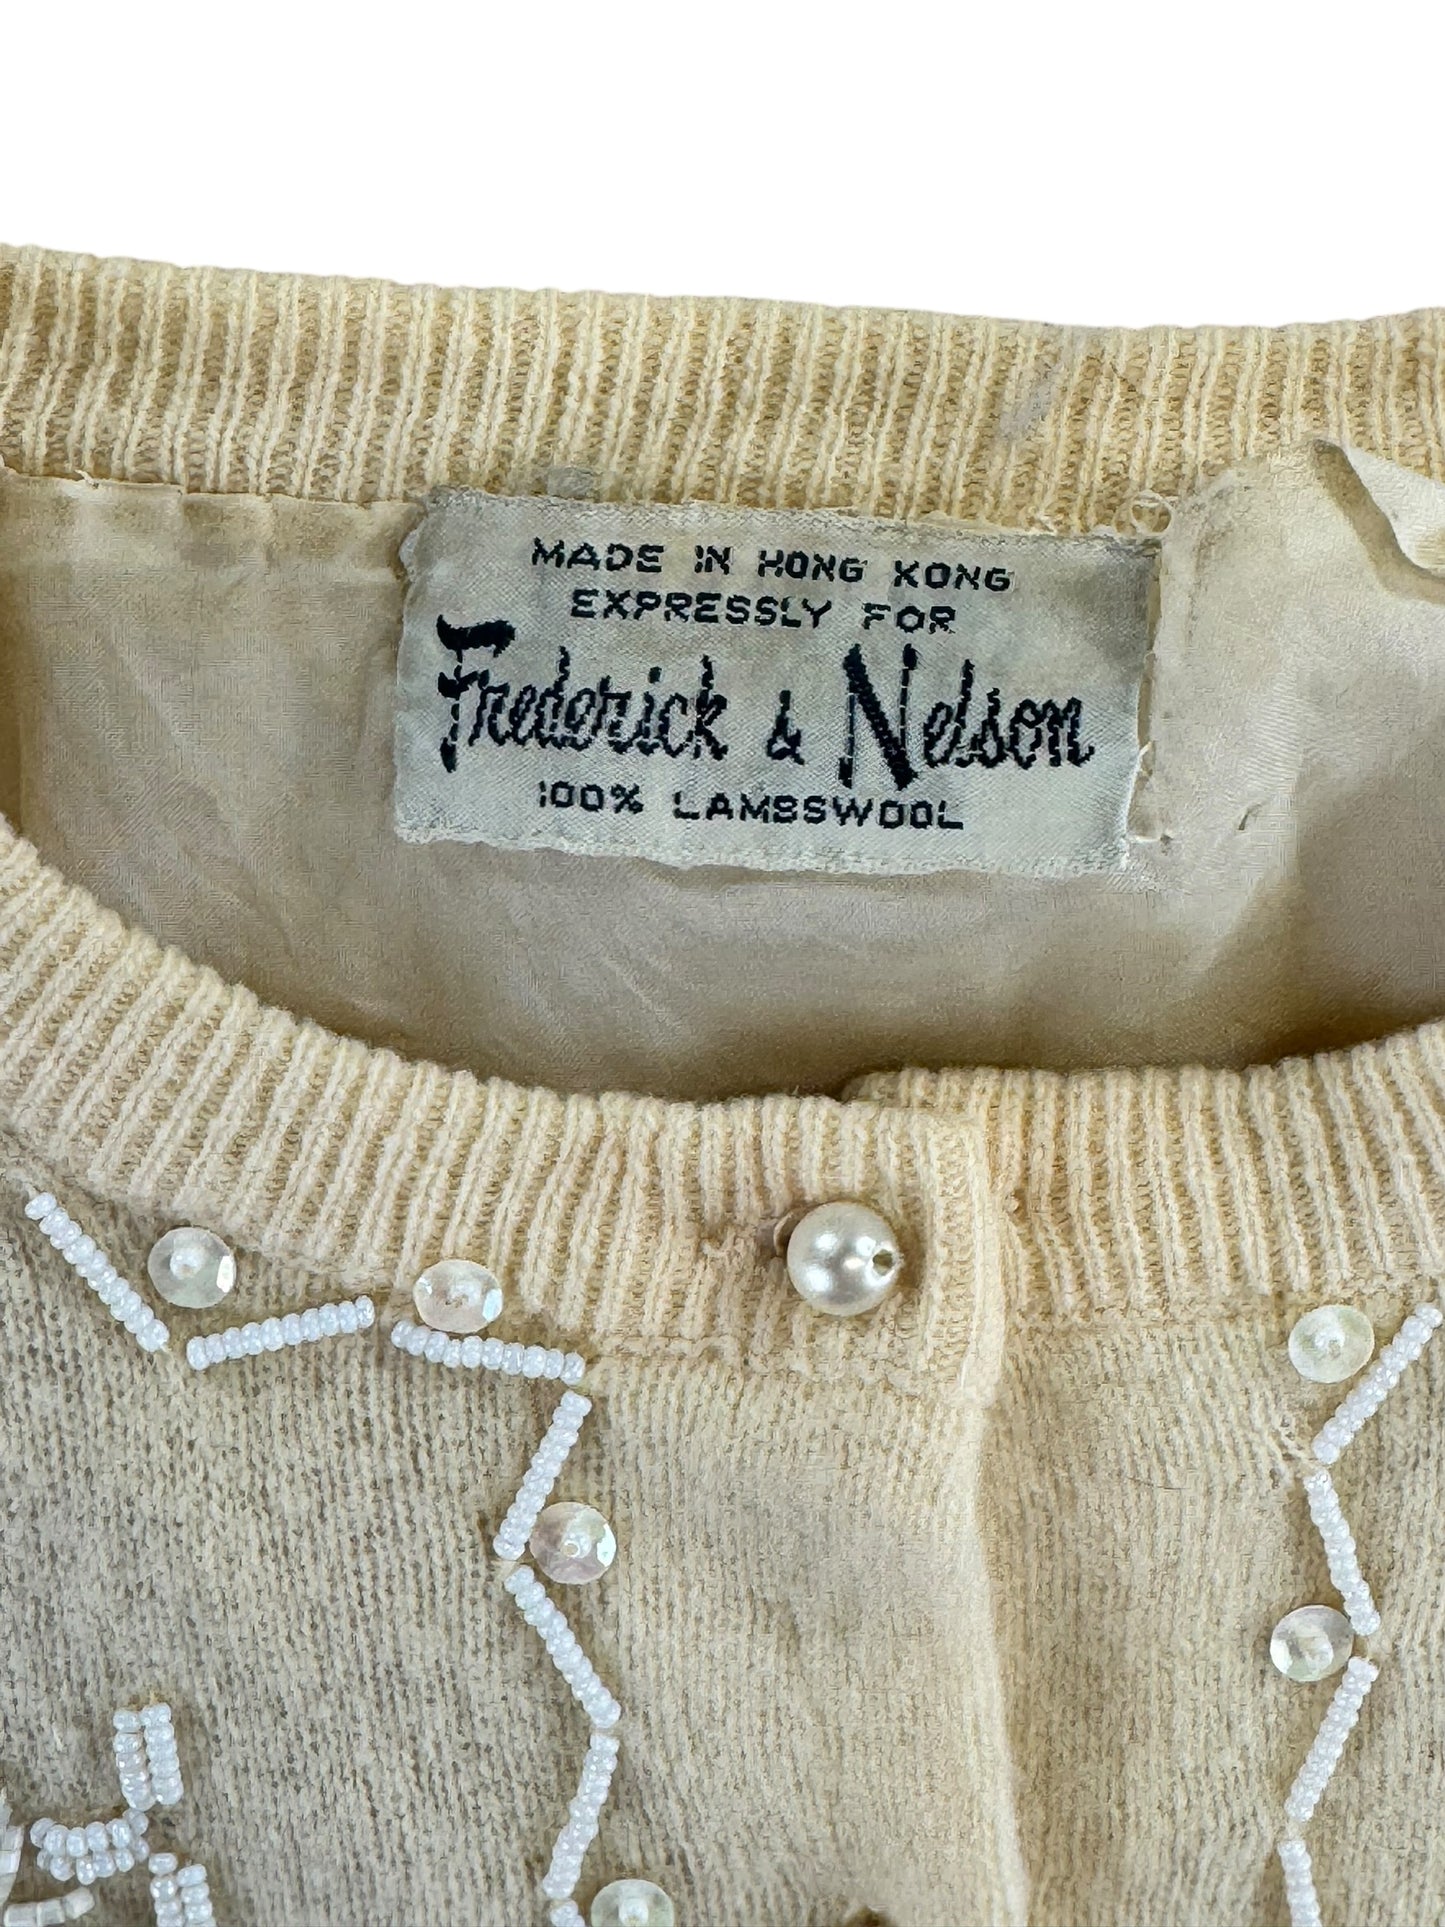 MADE IN HONG KONG
EXPRESSLY FOR
Frederick & Nelson
100% LAMBSWOOL